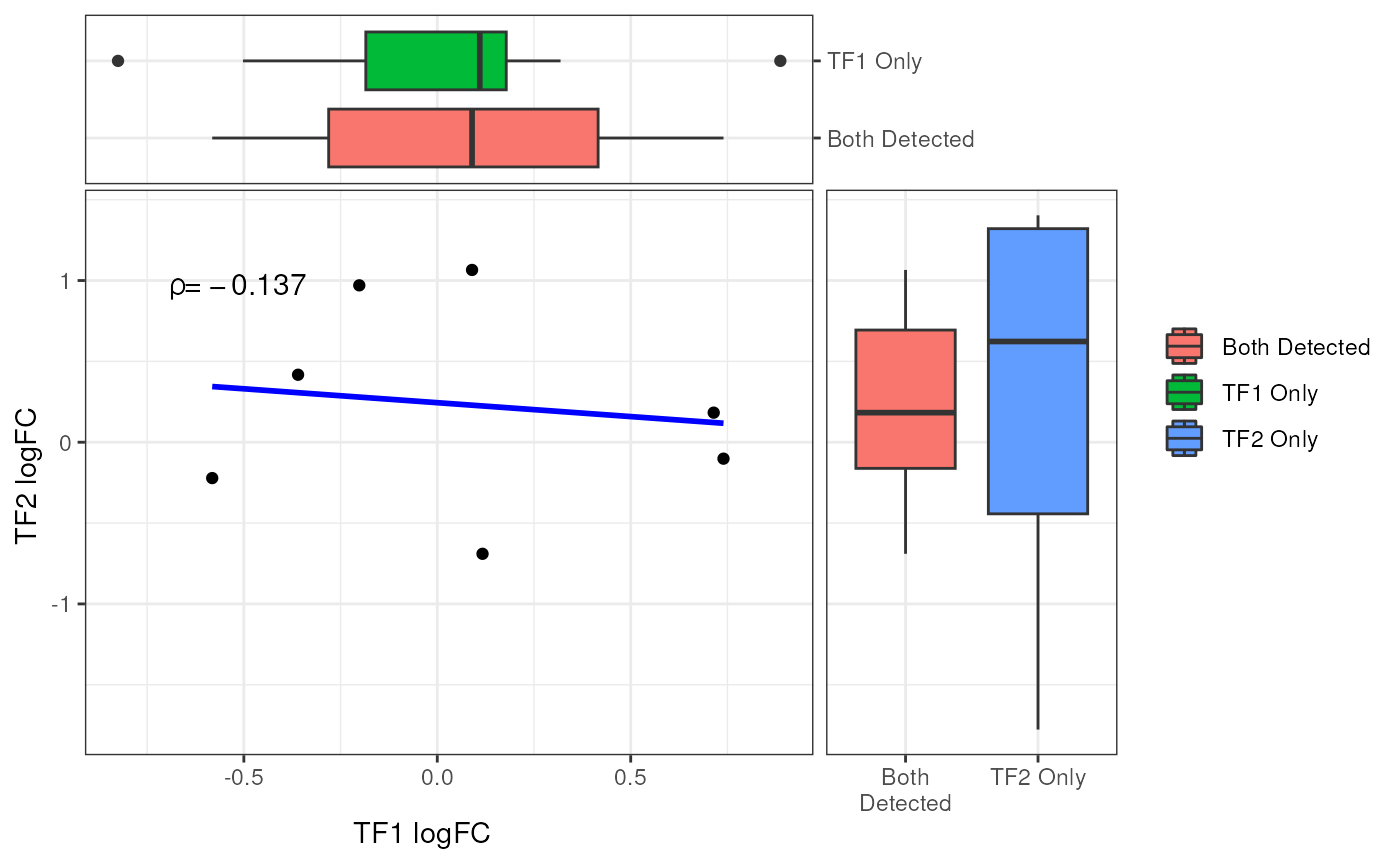 TF1 Only
Both Detected
1
0
-1
TF2 logFC
ρ= −0.137
-0.5
0.0
0.5
TF1 logFC
Both
Detected
TF2 Only
Both Detected
TF1 Only
TF2 Only